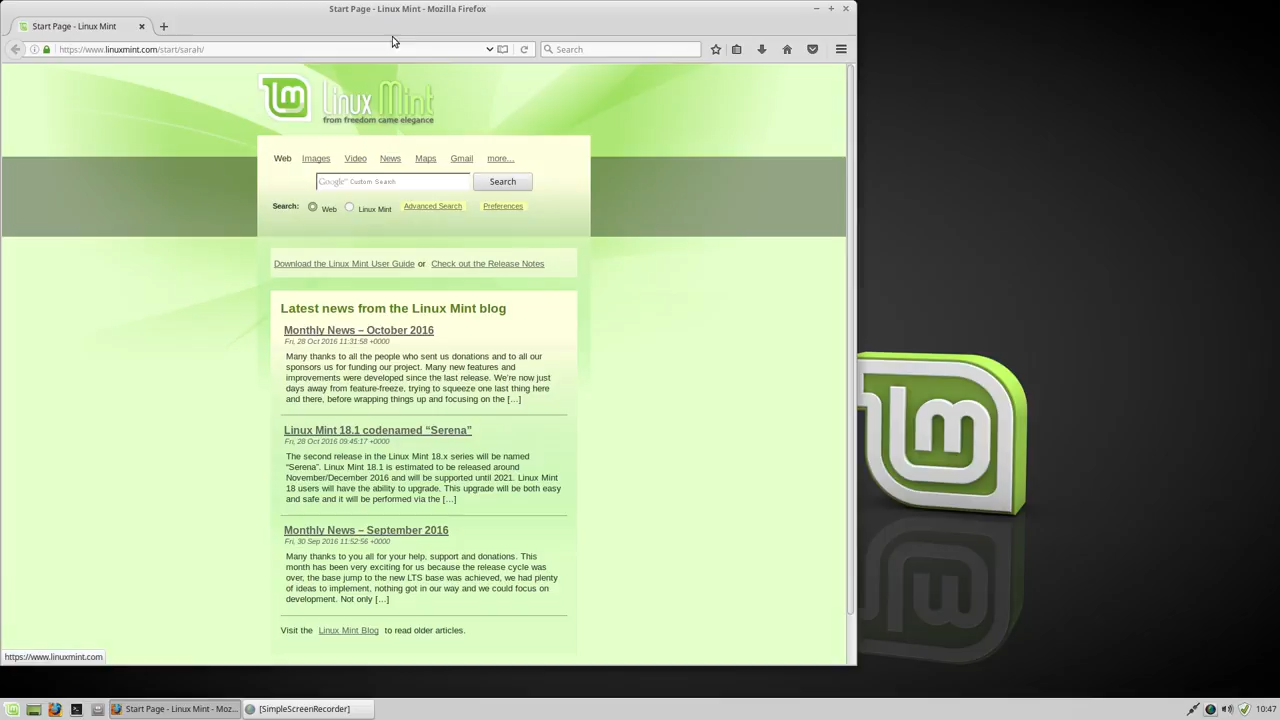 Start Page - Linux Mint - Mozilla Firefox
Start Page - Linux Mint
https://www.linuxmint.com/start/sarah/
Search
Linux Mint
from freedom came elegance
Web Images Video News Maps Gmail more...
Google™ Custom Search Search
Search: Web Linux Mint Advanced Search Preferences
Download the Linux Mint User Guide or Check out the Release Notes
Latest news from the Linux Mint blog
Monthly News – October 2016
Fri, 28 Oct 2016 11:31:58 +0000
Many thanks to all the people who sent us donations and to all our
sponsors us for funding our project. Many new features and
improvements were developed since the last release. We're now just
days away from feature-freeze, trying to squeeze one last thing here
and there, before wrapping things up and focusing on the […]
Linux Mint 18.1 codenamed “Serena”
Fri, 28 Oct 2016 09:45:17 +0000
The second release in the Linux Mint 18.x series will be named
“Serena”. Linux Mint 18.1 is estimated to be released around
November/December 2016 and will be supported until 2021. Linux Mint
18 users will have the ability to upgrade. This upgrade will be both easy
and safe and it will be performed via the […]
Monthly News – September 2016
Fri, 30 Sep 2016 11:52:56 +0000
Many thanks to you all for your help, support and donations. This
month has been very exciting for us because the release cycle was
over, the base jump to the new LTS base was achieved, we had plenty
of ideas to implement, nothing got in our way and we could focus on
development. Not only […]
Visit the Linux Mint Blog to read older articles.
https://www.linuxmint.com
Start Page - Linux Mint - Moz...
[SimpleScreenRecorder]
10:47